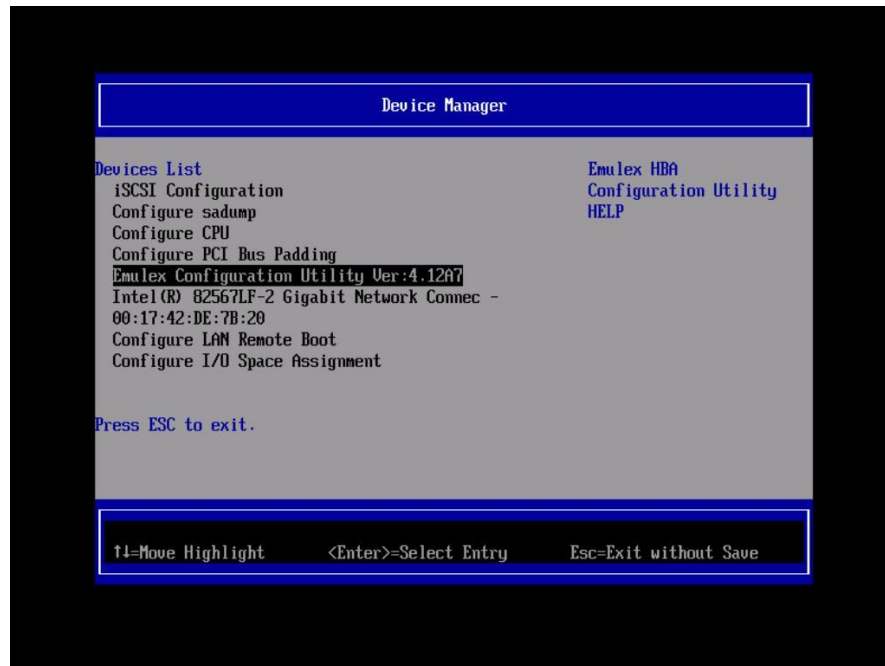 Device Manager
Devices List
iSCSI Configuration
Configure sadump
Configure CPU
Configure PCI Bus Padding
Emulex Configuration Utility Ver:4.12A7
Intel(R) 82567LF-2 Gigabit Network Connec -
00:17:42:DE:7B:20
Configure LAN Remote Boot
Configure I/O Space Assignment
Press ESC to exit.
Emulex HBA
Configuration Utility
HELP
↑↓=Move Highlight <Enter>=Select Entry Esc=Exit without Save